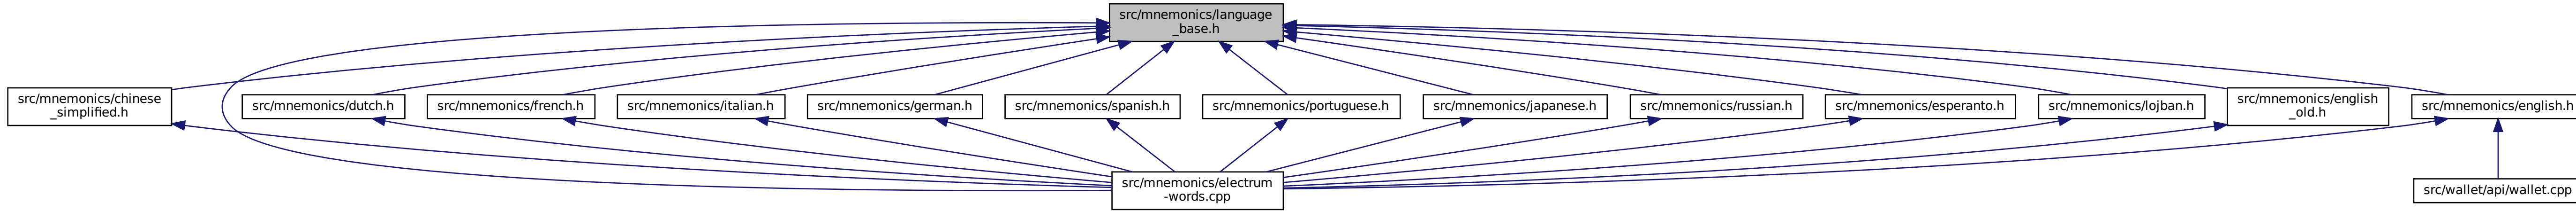 src/mnemonics/language
_base.h
src/mnemonics/chinese
_simplified.h
src/mnemonics/dutch.h
src/mnemonics/french.h
src/mnemonics/italian.h
src/mnemonics/german.h
src/mnemonics/spanish.h
src/mnemonics/portuguese.h
src/mnemonics/japanese.h
src/mnemonics/russian.h
src/mnemonics/esperanto.h
src/mnemonics/lojban.h
src/mnemonics/english
_old.h
src/mnemonics/english.h
src/mnemonics/electrum
-words.cpp
src/wallet/api/wallet.cpp